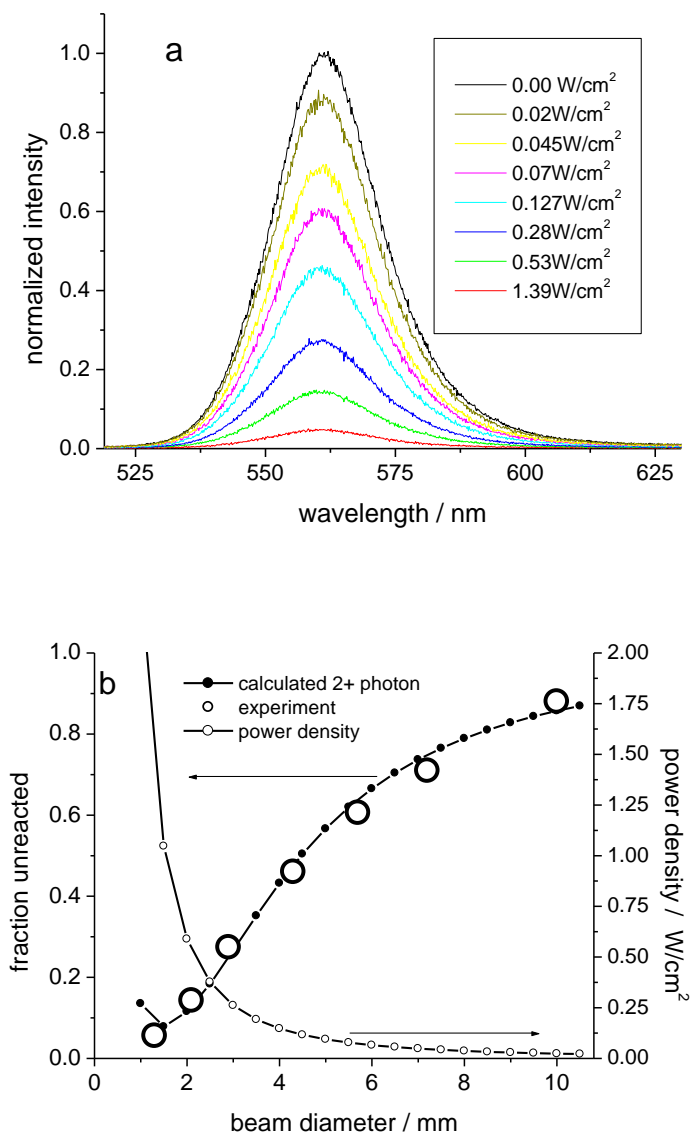 a
1.0
0.8
0.6
0.4
0.2
0.0
normalized intensity
0.00 W/cm²
0.02W/cm²
0.045W/cm²
0.07W/cm²
0.127W/cm²
0.28W/cm²
0.53W/cm²
1.39W/cm²
525 550 575 600 625
wavelength / nm
b
calculated 2+ photon
experiment
power density
1.0
0.8
0.6
0.4
0.2
0.0
fraction unreacted
2.00
1.75
1.50
1.25
1.00
0.75
0.50
0.25
0.00
power density / W/cm²
0 2 4 6 8 10
beam diameter / mm